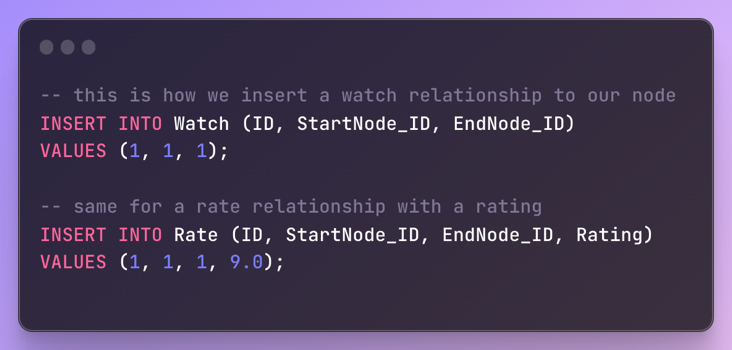 -- this is how we insert a watch relationship to our node
INSERT INTO Watch (ID, StartNode_ID, EndNode_ID)
VALUES (1, 1, 1);
-- same for a rate relationship with a rating
INSERT INTO Rate (ID, StartNode_ID, EndNode_ID, Rating)
VALUES (1, 1, 1, 9.0);